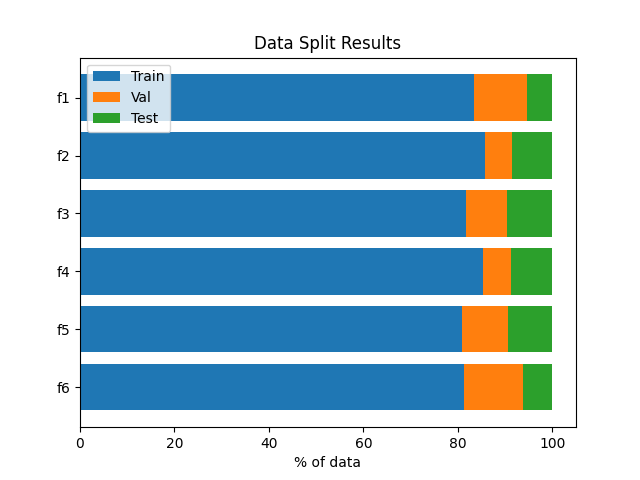 Data Split Results
Train
Val
Test
f1
f2
f3
f4
f5
f6
0 20 40 60 80 100
% of data